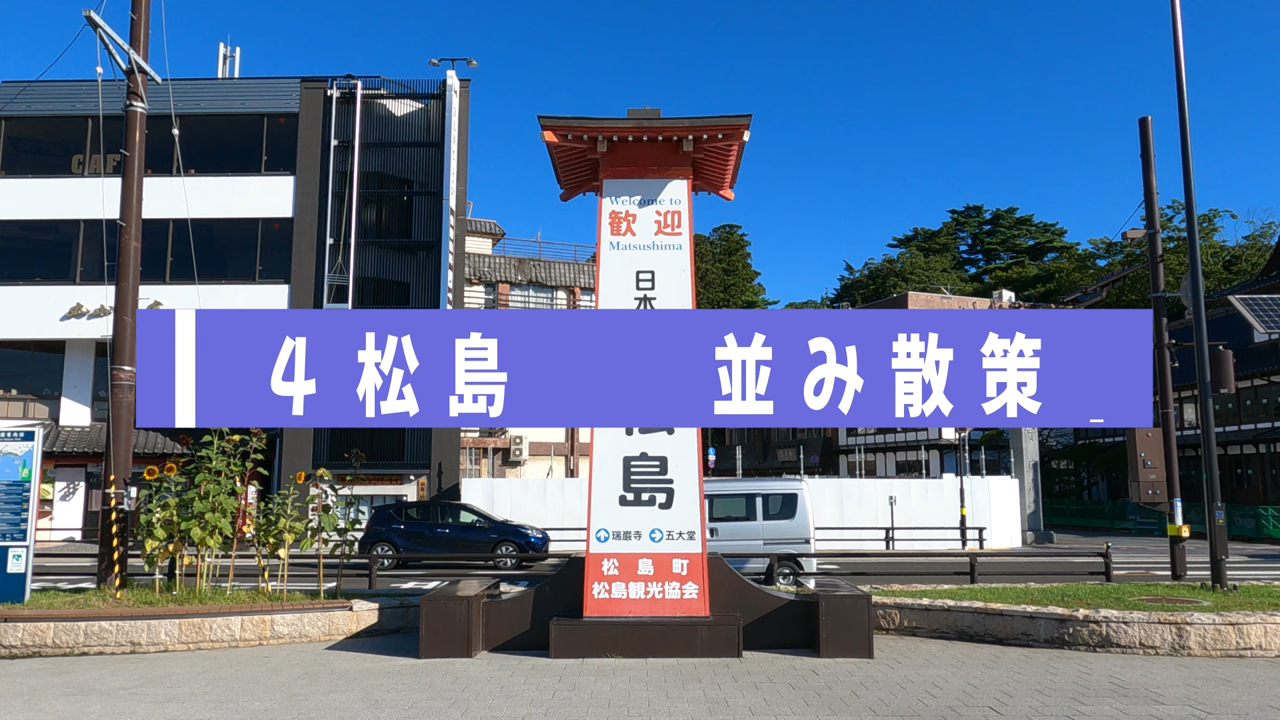 CAF
Welcome to
歓迎
Matsushima
日本
4松島 並み散策
島
瑞巌寺 五大堂
松島町
松島観光協会